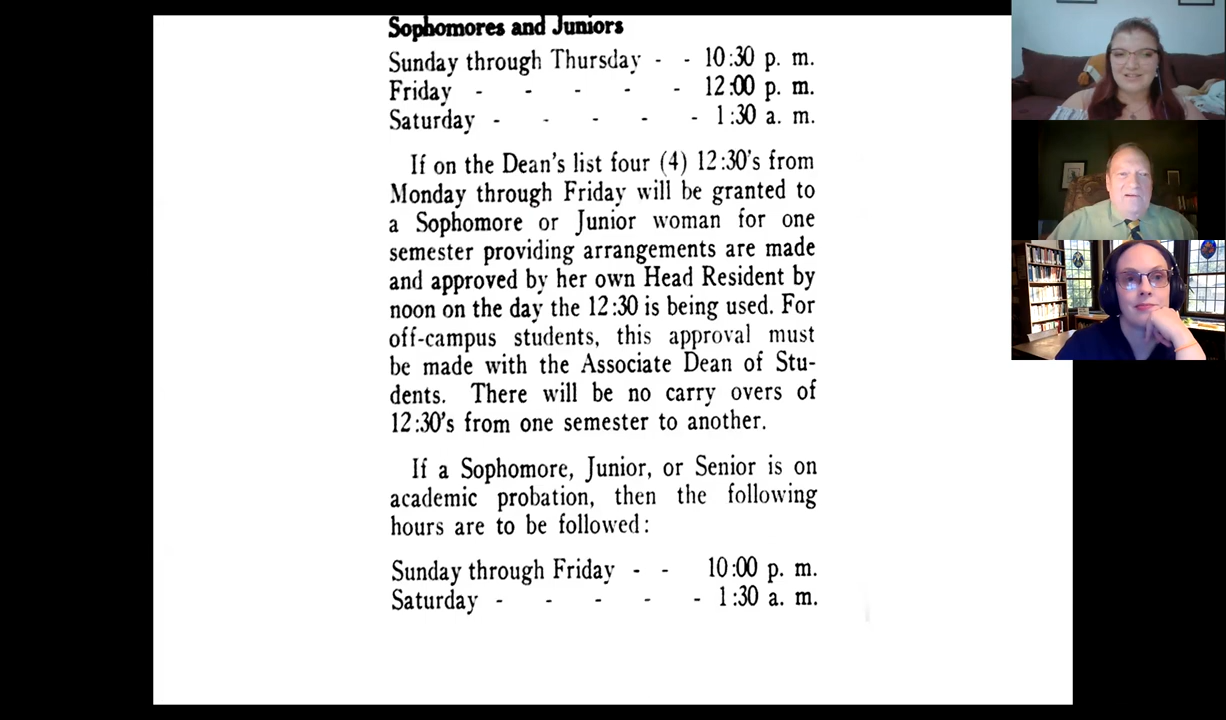 Sophomores and Juniors
Sunday through Thursday - - 10:30 p. m.
Friday - - - - - 12:00 p. m.
Saturday - - - - - 1:30 a. m.
If on the Dean's list four (4) 12:30's from
Monday through Friday will be granted to
a Sophomore or Junior woman for one
semester providing arrangements are made
and approved by her own Head Resident by
noon on the day the 12:30 is being used. For
off-campus students, this approval must
be made with the Associate Dean of Stu-
dents. There will be no carry overs of
12:30's from one semester to another.
If a Sophomore, Junior, or Senior is on
academic probation, then the following
hours are to be followed:
Sunday through Friday - - 10:00 p. m.
Saturday - - - - - 1:30 a. m.